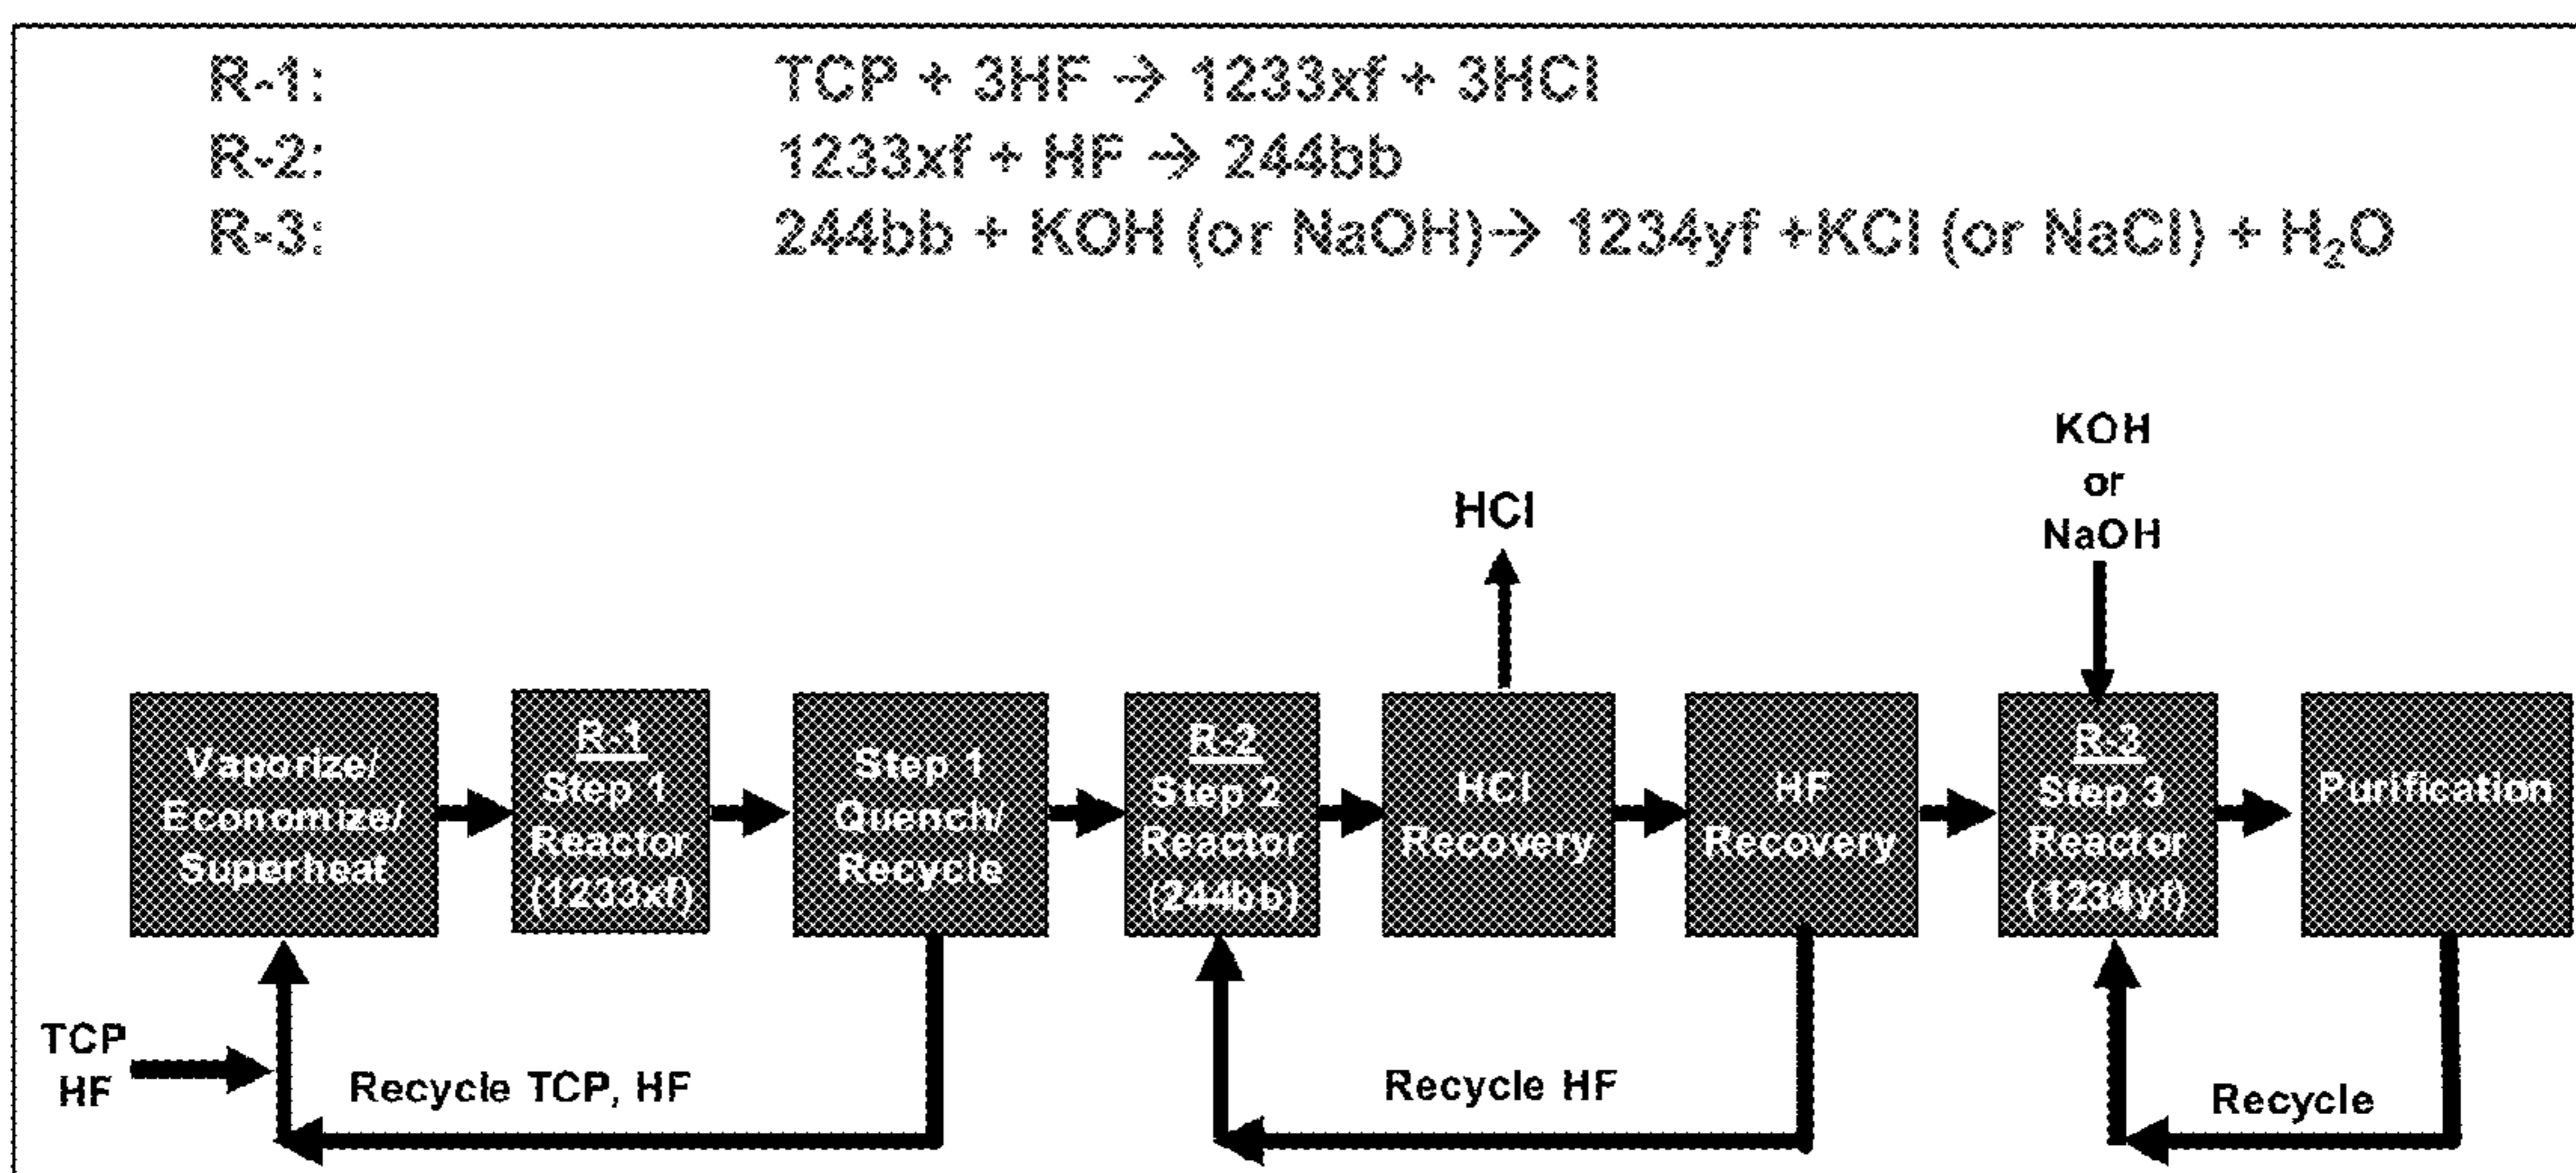 R-1: TCP + 3HF → 1233xf + 3HCl
R-2: 1233xf + HF → 244bb
R-3: 244bb + KOH (or NaOH)→ 1234yf +KCl (or NaCl) + H₂O
KOH
or
NaOH
HCl
Vaporize/
Economize/
Superheat
R-1
Step 1
Reactor
(1233xf)
Step 1
Quench/
Recycle
R-2
Step 2
Reactor
(244bb)
HCl
Recovery
HF
Recovery
R-3
Step 3
Reactor
(1234yf)
Purification
TCP
HF
Recycle TCP, HF
Recycle HF
Recycle